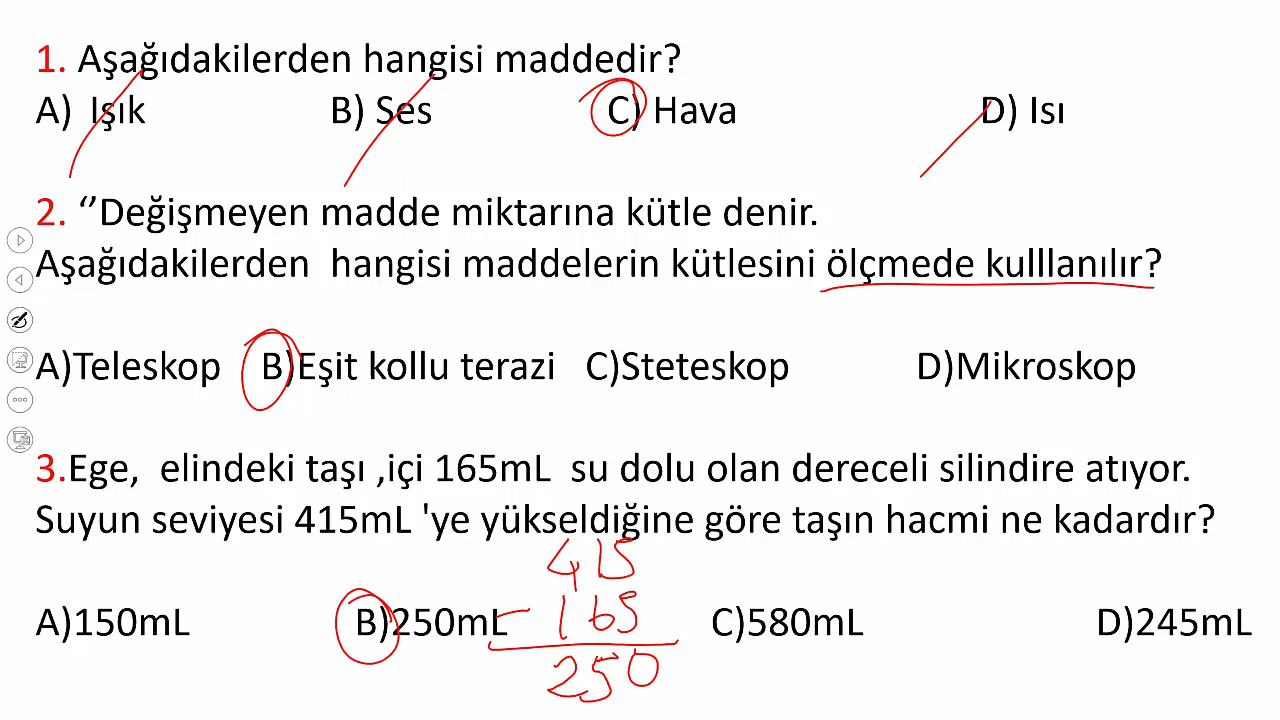 1. Aşağıdakilerden hangisi maddedir?
A) Işık B) Ses C) Hava D) Isı
2. ‘’Değişmeyen madde miktarına kütle denir.
Aşağıdakilerden hangisi maddelerin kütlesini ölçmede kulllanılır?
A)Teleskop B)Eşit kollu terazi C)Steteskop D)Mikroskop
3.Ege, elindeki taşı ,içi 165mL su dolu olan dereceli silindire atıyor.
Suyun seviyesi 415mL 'ye yükseldiğine göre taşın hacmi ne kadardır?
415
A)150mL B)250mL - 165 C)580mL D)245mL
250